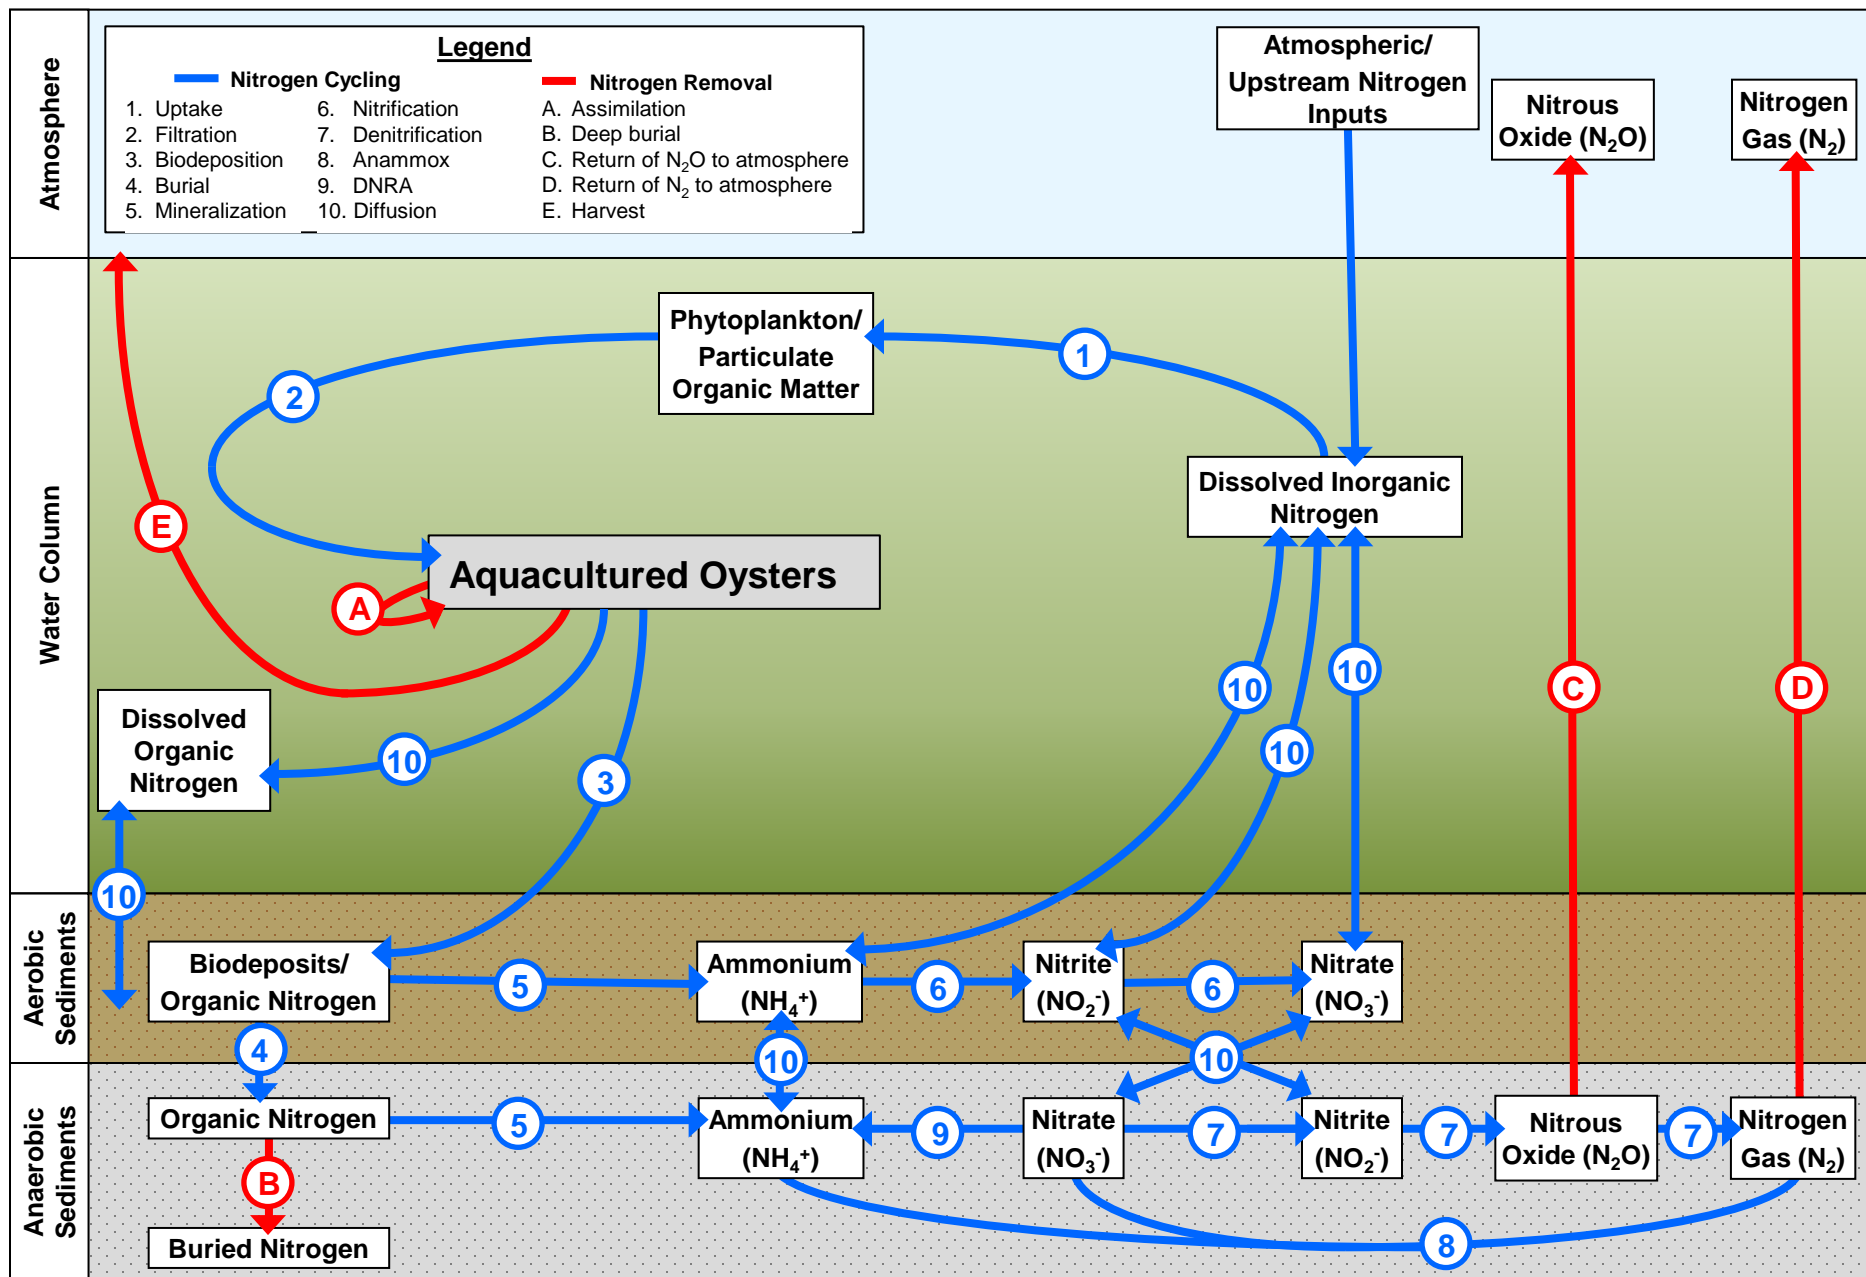 Legend
Nitrogen Cycling
Nitrogen Removal
1. Uptake
2. Filtration
3. Biodeposition
4. Burial
5. Mineralization
6. Nitrification
7. Denitrification
8. Anammox
9. DNRA
10. Diffusion
A. Assimilation
B. Deep burial
C. Return of N₂O to atmosphere
D. Return of N₂ to atmosphere
E. Harvest
Atmosphere
Atmospheric/
Upstream Nitrogen
Inputs
Nitrous
Oxide (N₂O)
Nitrogen
Gas (N₂)
Water Column
Phytoplankton/
Particulate
Organic Matter
1
2
Dissolved Inorganic
Nitrogen
E
Aquacultured Oysters
A
10
10
10
C
D
Dissolved
Organic
Nitrogen
10
3
10
Aerobic
Sediments
Biodeposits/
Organic Nitrogen
5
Ammonium
(NH₄⁺)
6
Nitrite
(NO₂⁻)
6
Nitrate
(NO₃⁻)
4
10
10
Anaerobic
Sediments
Organic Nitrogen
5
Ammonium
(NH₄⁺)
9
Nitrate
(NO₃⁻)
7
Nitrite
(NO₂⁻)
7
Nitrous
Oxide (N₂O)
7
Nitrogen
Gas (N₂)
B
Buried Nitrogen
8